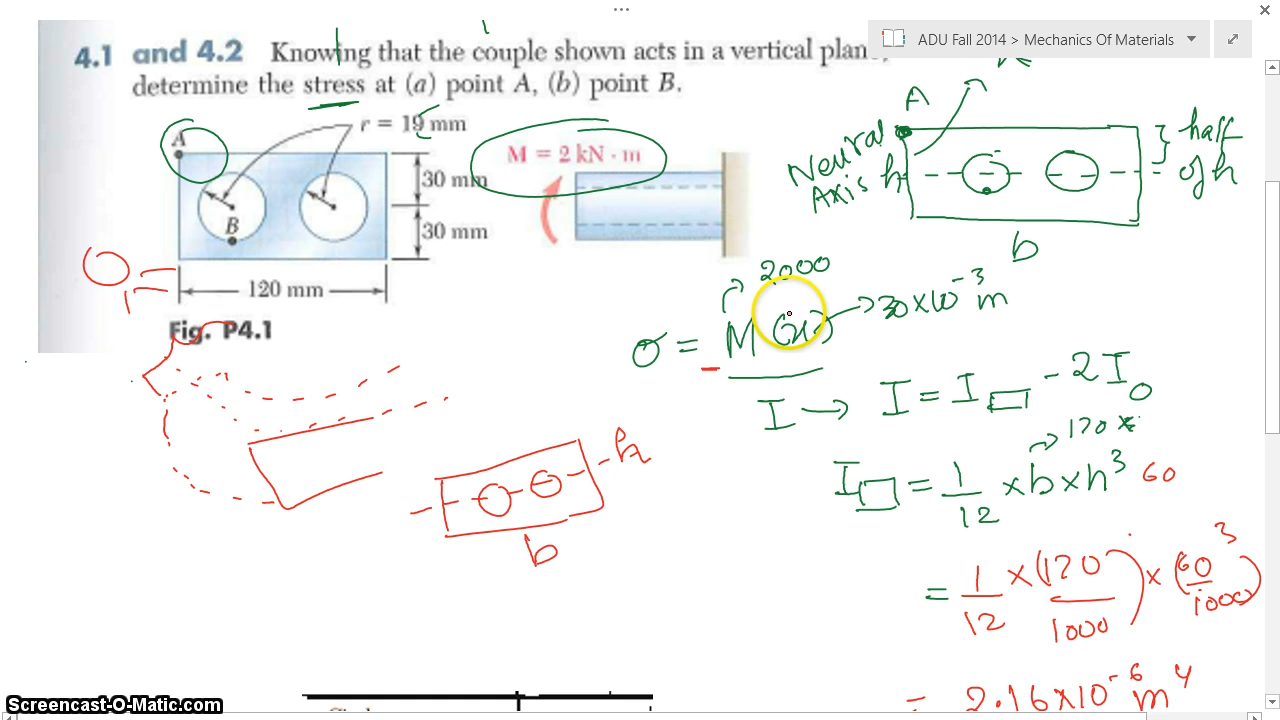 ADU Fall 2014 > Mechanics Of Materials
4.1 and 4.2 Knowing that the couple shown acts in a vertical plan
determine the stress at (a) point A, (b) point B.
A
r = 19 mm
M = 2 kN · m
30 mm
B
30 mm
120 mm
Fig. P4.1
A
Neural
Axis h
half
of h
b
2000
30 × 10⁻³ m
σ = - M (y)
I → I = I▭ - 2I○
→ 120 ×
I▭ = 1/12 × b × h³ 60
= 1/12 × (120/1000) × (60/1000)³
= 2.16 × 10⁻⁶ m⁴
b
Screencast-O-Matic.com